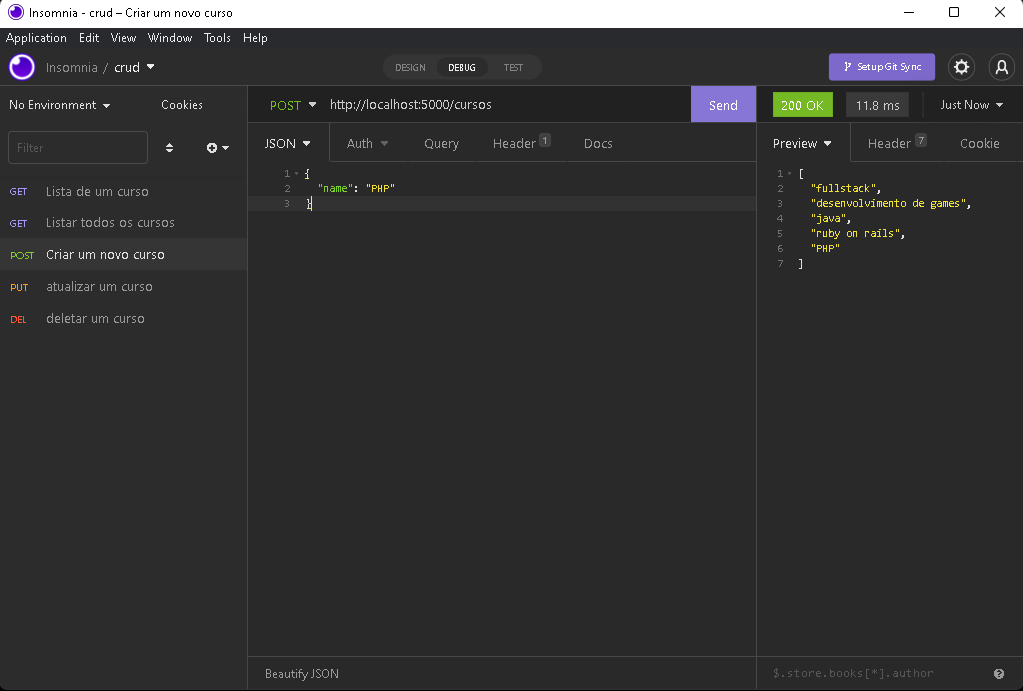 Insomnia - crud – Criar um novo curso
Application Edit View Window Tools Help
Insomnia / crud
DESIGN DEBUG TEST
Setup Git Sync
No Environment Cookies
POST http://localhost:5000/cursos Send
200 OK 11.8 ms Just Now
Filter
JSON Auth Query Header 1 Docs
Preview Header 7 Cookie
GET Lista de um curso
GET Listar todos os cursos
POST Criar um novo curso
PUT atualizar um curso
DEL deletar um curso
1 {
2 "name": "PHP"
3 }
1 [
2 "fullstack",
3 "desenvolvimento de games",
4 "java",
5 "ruby on rails",
6 "PHP"
7 ]
Beautify JSON
$.store.books[*].author